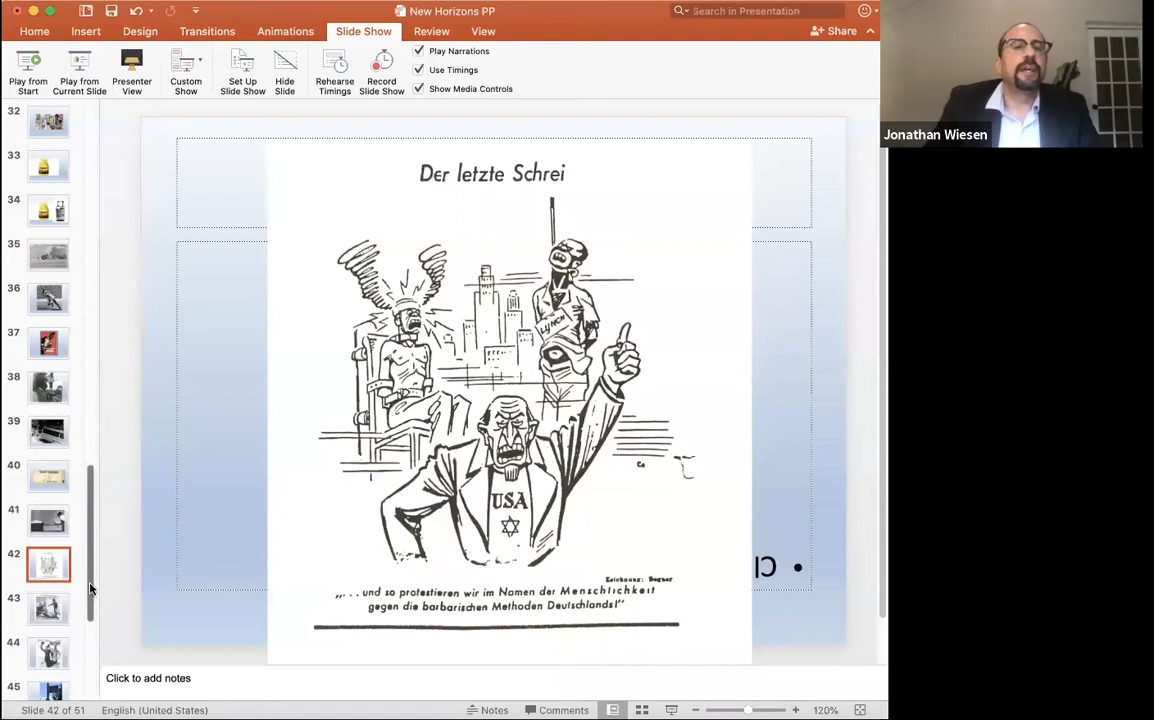 New Horizons PP
Search in Presentation
Home
Insert
Design
Transitions
Animations
Slide Show
Review
View
Share
Play from Start
Play from Current Slide
Presenter View
Custom Show
Set Up Slide Show
Hide Slide
Rehearse Timings
Record Slide Show
Play Narrations
Use Timings
Show Media Controls
Jonathan Wiesen
32
33
34
35
36
37
38
39
40
41
42
43
44
45
Der letzte Schrei
LYNCH
USA
Zeichnung: Bogner
„... und so protestieren wir im Namen der Menschlichkeit
gegen die barbarischen Methoden Deutschlands!"
כו •
Click to add notes
Slide 42 of 51
English (United States)
Notes
Comments
120%